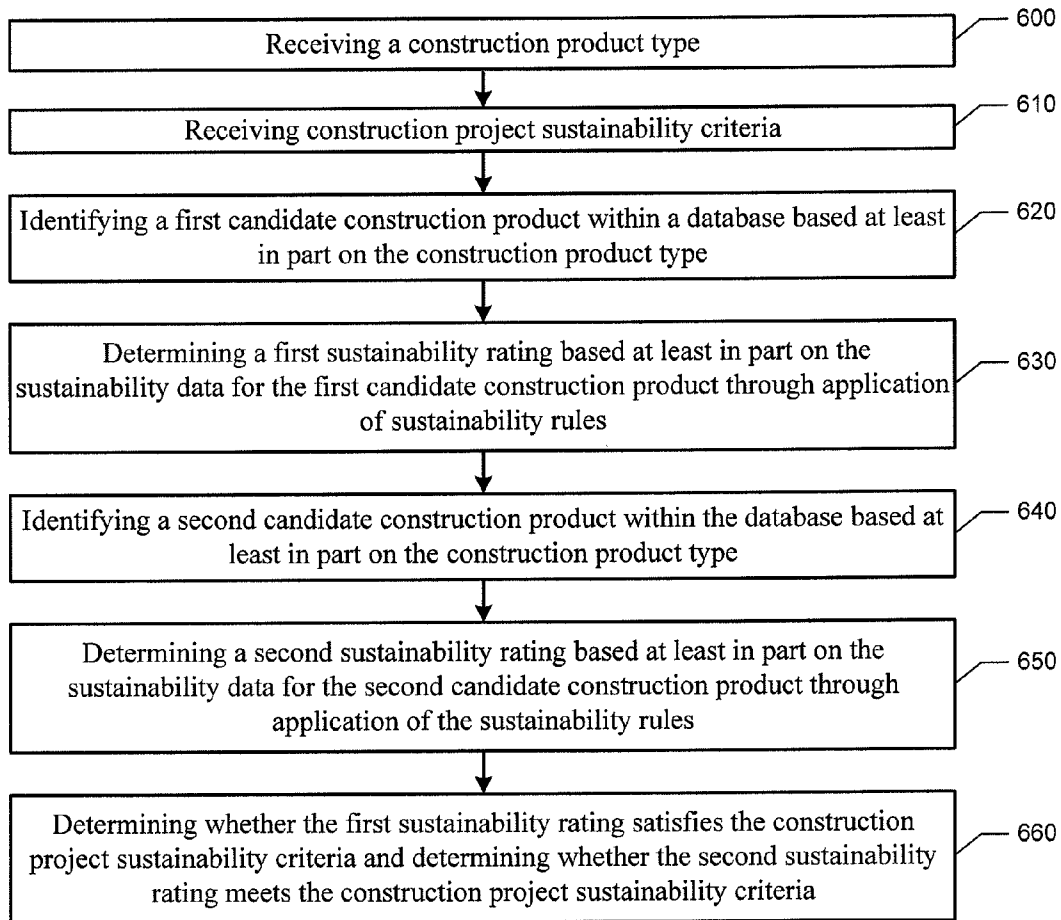 Receiving a construction product type
600
Receiving construction project sustainability criteria
610
Identifying a first candidate construction product within a database based at least
in part on the construction product type
620
Determining a first sustainability rating based at least in part on the
sustainability data for the first candidate construction product through application
of sustainability rules
630
Identifying a second candidate construction product within the database based at
least in part on the construction product type
640
Determining a second sustainability rating based at least in part on the
sustainability data for the second candidate construction product through
application of the sustainability rules
650
Determining whether the first sustainability rating satisfies the construction
project sustainability criteria and determining whether the second sustainability
rating meets the construction project sustainability criteria
660